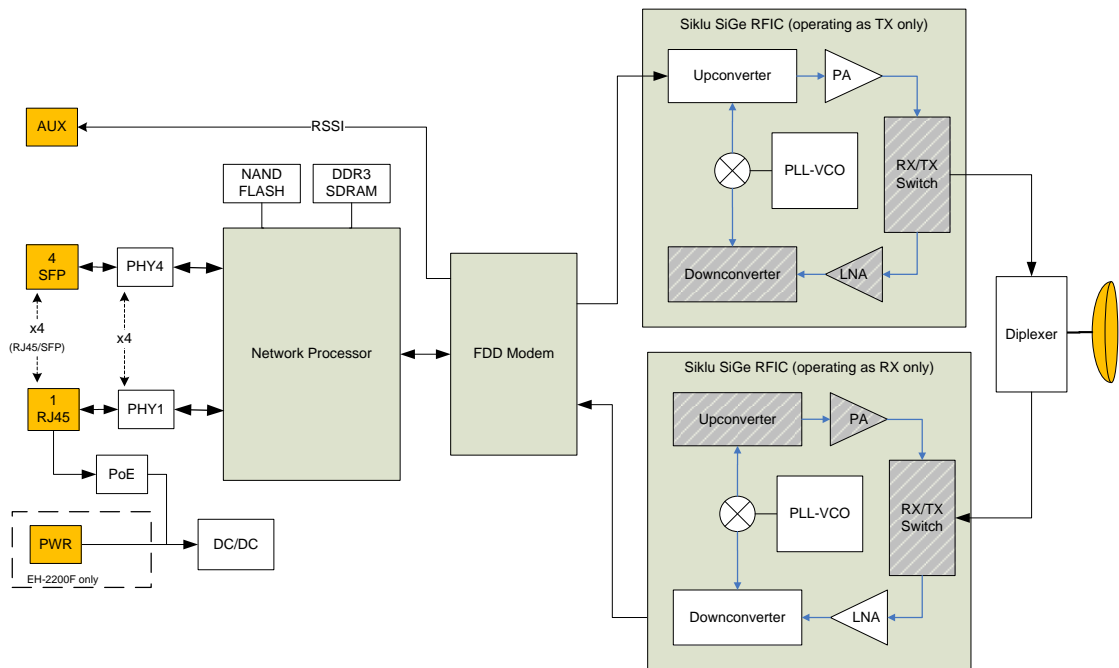 Siklu SiGe RFIC (operating as TX only)
Upconverter
PA
AUX
RSSI
PLL-VCO
RX/TX
Switch
NAND
FLASH
DDR3
SDRAM
Downconverter
LNA
4
SFP
PHY4
x4
(RJ45/SFP)
x4
Network Processor
FDD Modem
Diplexer
Siklu SiGe RFIC (operating as RX only)
1
RJ45
PHY1
Upconverter
PA
PoE
PLL-VCO
RX/TX
Switch
PWR
DC/DC
EH-2200F only
Downconverter
LNA